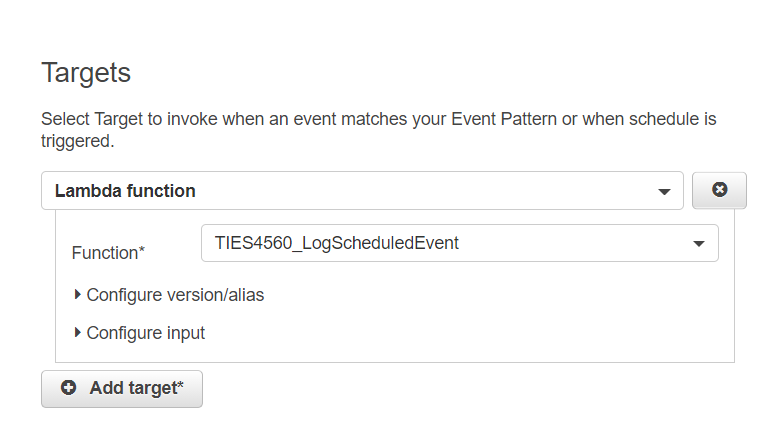 Targets
Select Target to invoke when an event matches your Event Pattern or when schedule is
triggered.
Lambda function
Function*
TIES4560_LogScheduledEvent
Configure version/alias
Configure input
Add target*